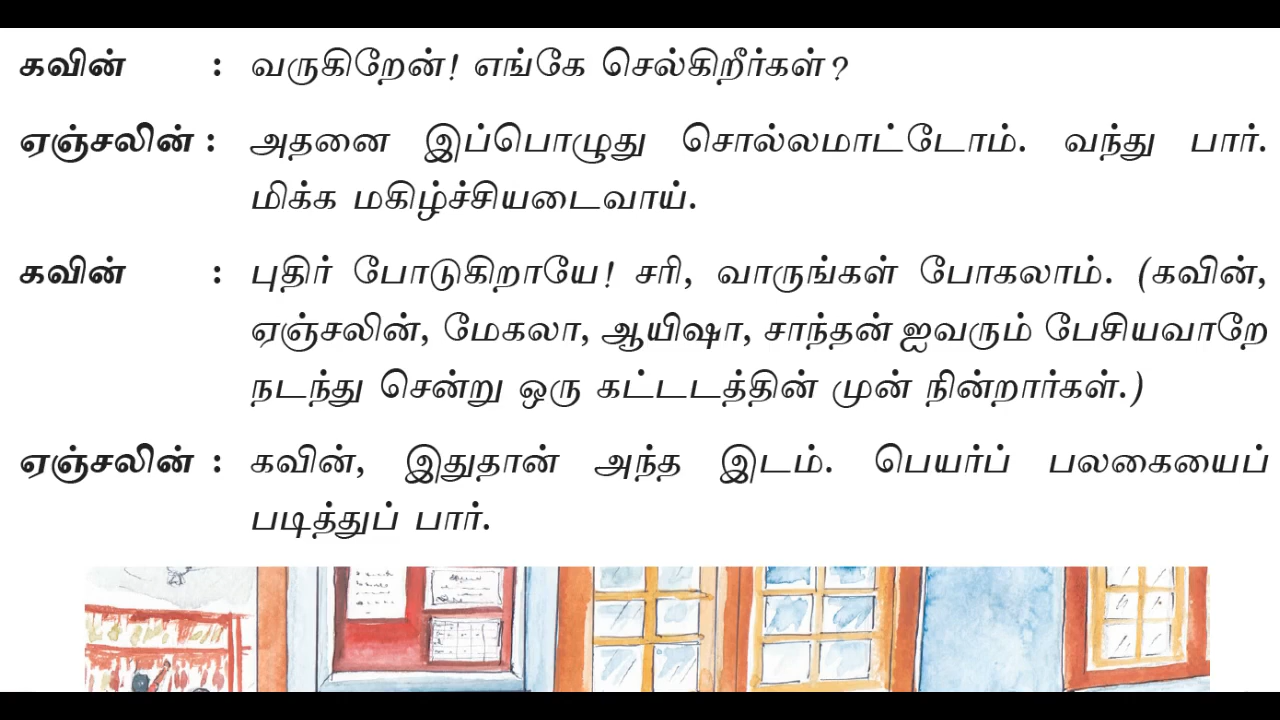 கவின் : வருகிறேன்! எங்கே செல்கிறீர்கள்?
ஏஞ்சலின் : அதனை இப்பொழுது சொல்லமாட்டோம். வந்து பார்.
மிக்க மகிழ்ச்சியடைவாய்.
கவின் : புதிர் போடுகிறாயே! சரி, வாருங்கள் போகலாம். (கவின்,
ஏஞ்சலின், மேகலா, ஆயிஷா, சாந்தன் ஐவரும் பேசியவாறே
நடந்து சென்று ஒரு கட்டடத்தின் முன் நின்றார்கள்.)
ஏஞ்சலின் : கவின், இதுதான் அந்த இடம். பெயர்ப் பலகையைப்
படித்துப் பார்.